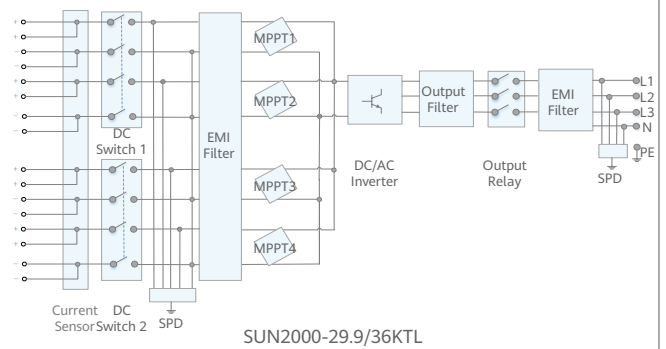 MPPT1
MPPT2
MPPT3
MPPT4
DC
Switch 1
EMI
Filter
DC/AC
Inverter
Output
Filter
Output
Relay
EMI
Filter
L1
L2
L3
N
PE
SPD
Current
Sensor
DC
Switch 2
SPD
SUN2000-29.9/36KTL